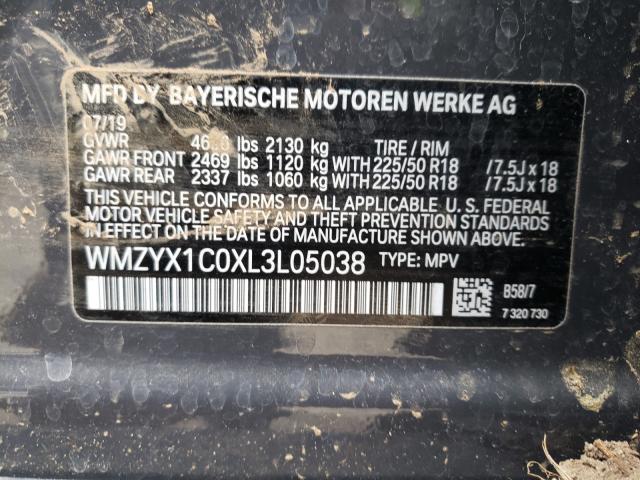 MFD BY BAYERISCHE MOTOREN WERKE AG
07/19
GVWR lbs 2130 kg TIRE / RIM
GAWR FRONT 2469 lbs 1120 kg WITH 225/50 R18 /7.5J x 18
GAWR REAR 2337 lbs 1060 kg WITH 225/50 R18 /7.5J x 18
THIS VEHICLE CONFORMS TO ALL APPLICABLE U. S. FEDERAL
MOTOR VEHICLE SAFETY AND THEFT PREVENTION STANDARDS
IN EFFECT ON THE DATE OF MANUFACTURE SHOWN ABOVE.
WMZYX1C0XL3L05038 TYPE: MPV
B58/7
7 320 730